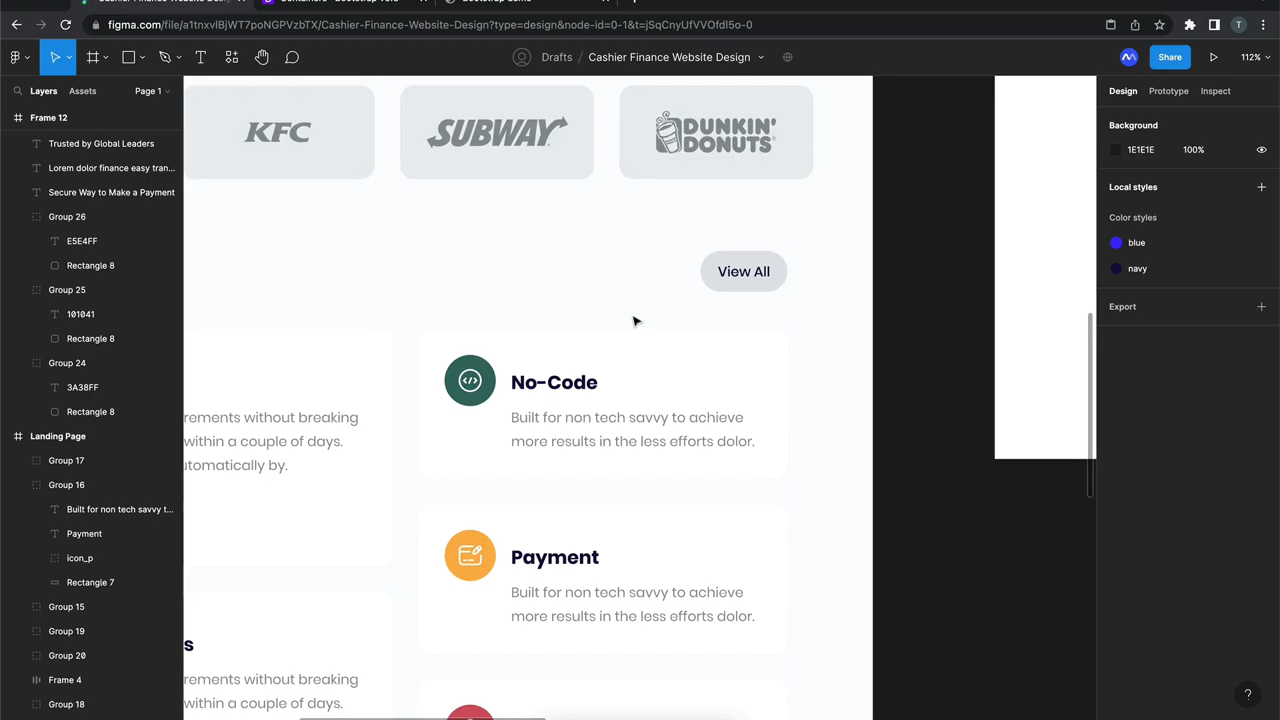 figma.com/file/a1tnxvIBjWT7poNGPVZbTX/Cashier-Finance-Website-Design?type=design&node-id=0-1&t=jSqCnyUfVVOfdI5o-0
T
Drafts / Cashier Finance Website Design
Share
112%
Layers Assets Page 1
Design Prototype Inspect
Frame 12
Trusted by Global Leaders
Lorem dolor finance easy tran...
Secure Way to Make a Payment
Group 26
E5E4FF
Rectangle 8
Group 25
101041
Rectangle 8
Group 24
3A38FF
Rectangle 8
Landing Page
Group 17
Group 16
Built for non tech savvy t...
Payment
icon_p
Rectangle 7
Group 15
Group 19
Group 20
Frame 4
Group 18
KFC
SUBWAY
DUNKIN'
DONUTS
View All
rements without breaking
within a couple of days.
utomatically by.
No-Code
Built for non tech savvy to achieve
more results in the less efforts dolor.
Payment
Built for non tech savvy to achieve
more results in the less efforts dolor.
s
rements without breaking
within a couple of days.
Background
1E1E1E 100%
Local styles
Color styles
blue
navy
Export
?